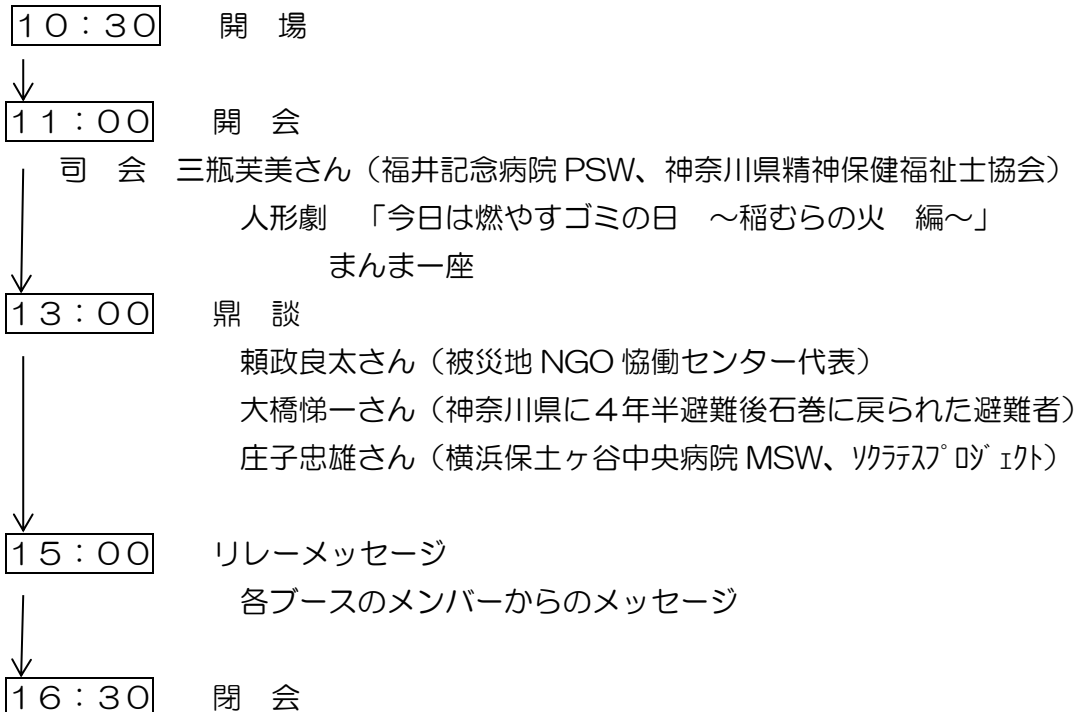 １０：３０　　開　場
１１：００　　開　会
司　会　三瓶芙美さん（福井記念病院 PSW、神奈川県精神保健福祉士協会）
人形劇　「今日は燃やすゴミの日　～稲むらの火　編～」
まんま一座
１３：００　　鼎　談
頼政良太さん（被災地 NGO 恊働センター代表）
大橋悌一さん（神奈川県に４年半避難後石巻に戻られた避難者）
庄子忠雄さん（横浜保土ヶ谷中央病院 MSW、ｿｸﾗﾃｽﾌﾟﾛｼﾞｪｸﾄ）
１５：００　　リレーメッセージ
各ブースのメンバーからのメッセージ
１６：３０　　閉　会